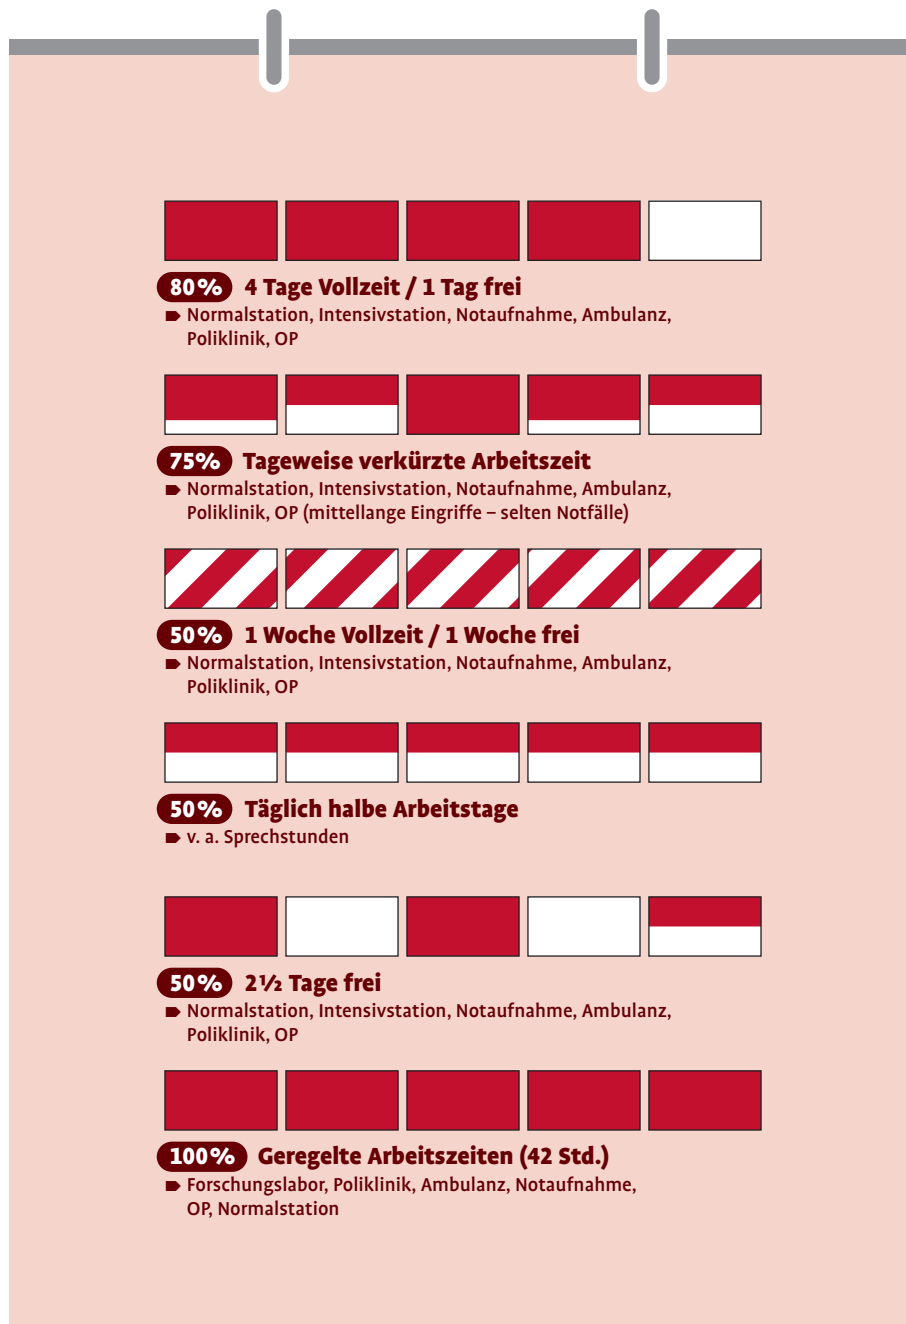 80% 4 Tage Vollzeit / 1 Tag frei
Normalstation, Intensivstation, Notaufnahme, Ambulanz,
Poliklinik, OP
75% Tageweise verkürzte Arbeitszeit
Normalstation, Intensivstation, Notaufnahme, Ambulanz,
Poliklinik, OP (mittellange Eingriffe – selten Notfälle)
50% 1 Woche Vollzeit / 1 Woche frei
Normalstation, Intensivstation, Notaufnahme, Ambulanz,
Poliklinik, OP
50% Täglich halbe Arbeitstage
v. a. Sprechstunden
50% 2½ Tage frei
Normalstation, Intensivstation, Notaufnahme, Ambulanz,
Poliklinik, OP
100% Geregelte Arbeitszeiten (42 Std.)
Forschungslabor, Poliklinik, Ambulanz, Notaufnahme,
OP, Normalstation